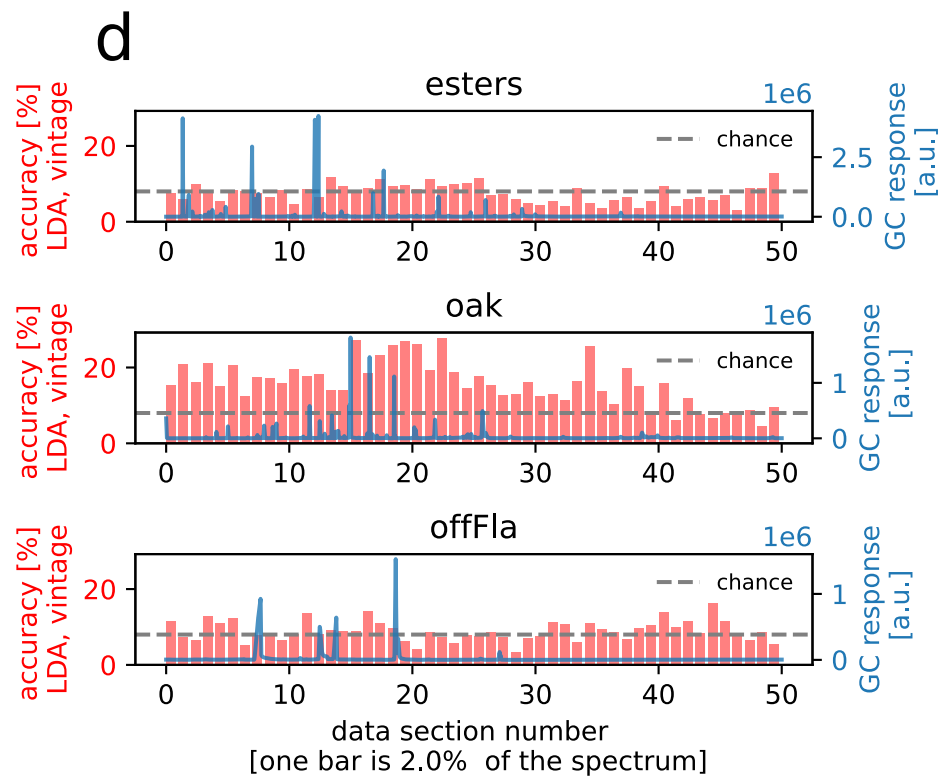 d
esters
1e6
accuracy [%]
LDA, vintage
20
0
chance
2.5
0.0
GC response
[a.u.]
0 10 20 30 40 50
oak
1e6
accuracy [%]
LDA, vintage
20
0
chance
1
0
GC response
[a.u.]
0 10 20 30 40 50
offFla
1e6
accuracy [%]
LDA, vintage
20
0
chance
1
0
GC response
[a.u.]
0 10 20 30 40 50
data section number
[one bar is 2.0% of the spectrum]